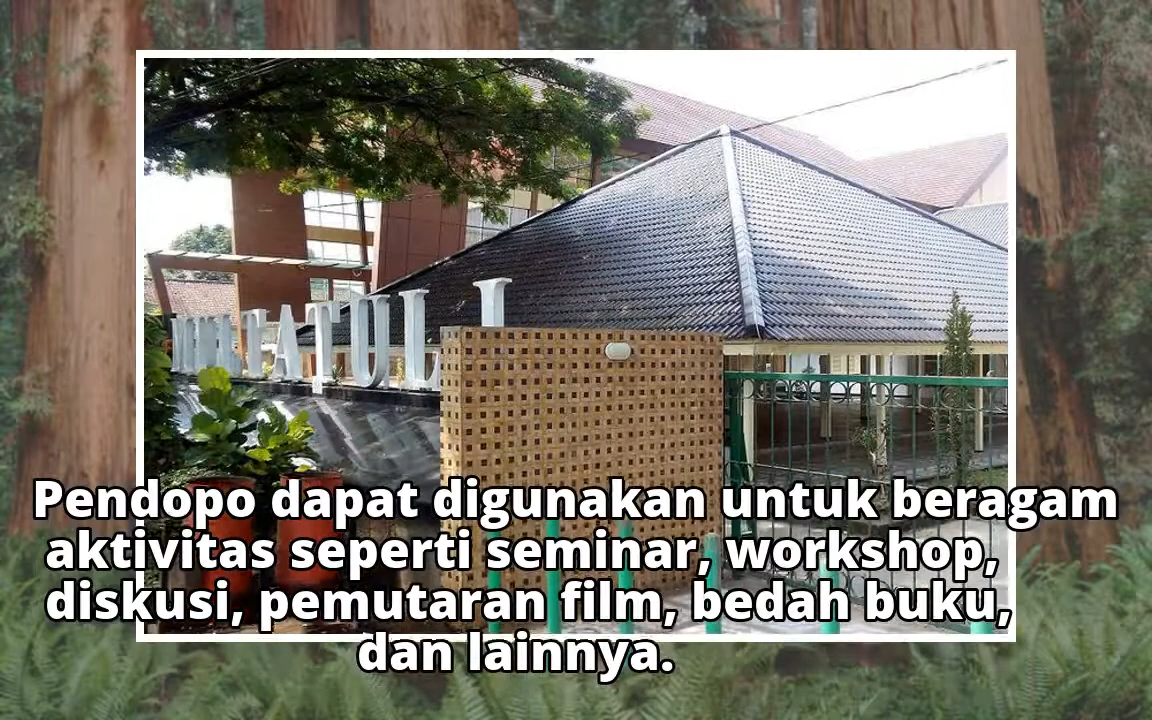 Pendopo dapat digunakan untuk beragam
aktivitas seperti seminar, workshop,
diskusi, pemutaran film, bedah buku,
dan lainnya.